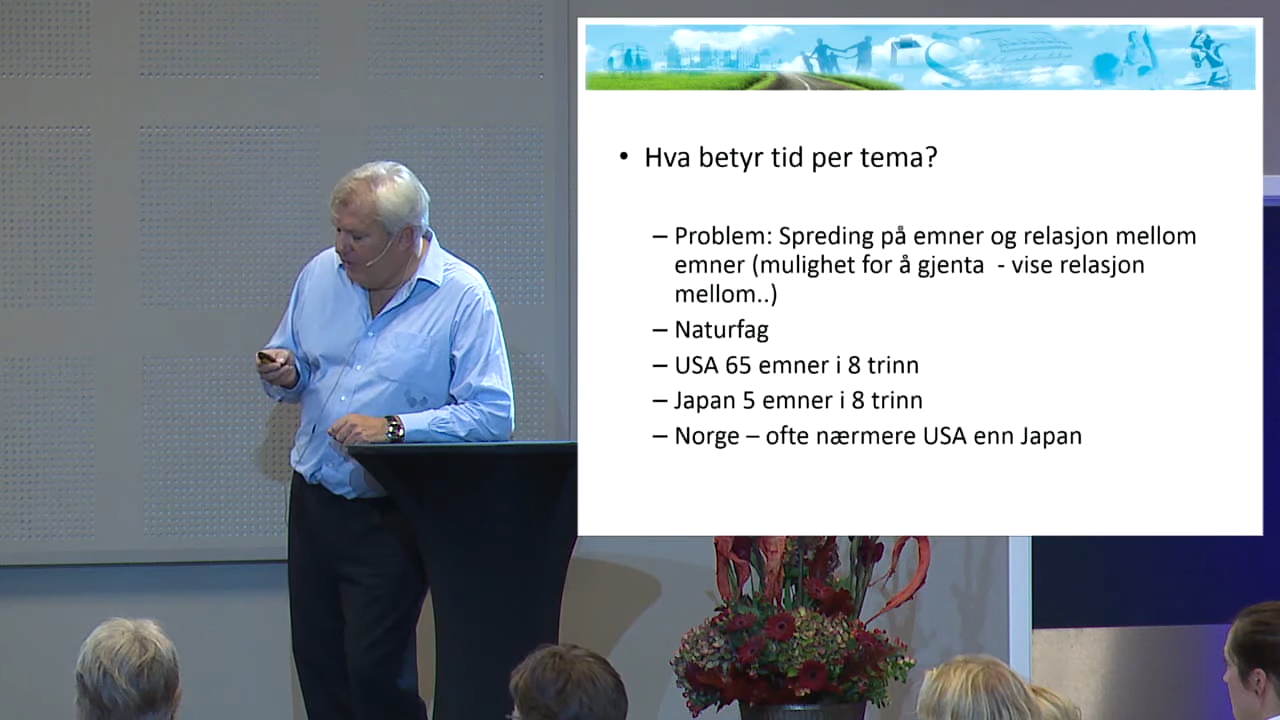 • Hva betyr tid per tema?
– Problem: Spreding på emner og relasjon mellom
emner (mulighet for å gjenta  - vise relasjon
mellom..)
– Naturfag
– USA 65 emner i 8 trinn
– Japan 5 emner i 8 trinn
– Norge – ofte nærmere USA enn Japan